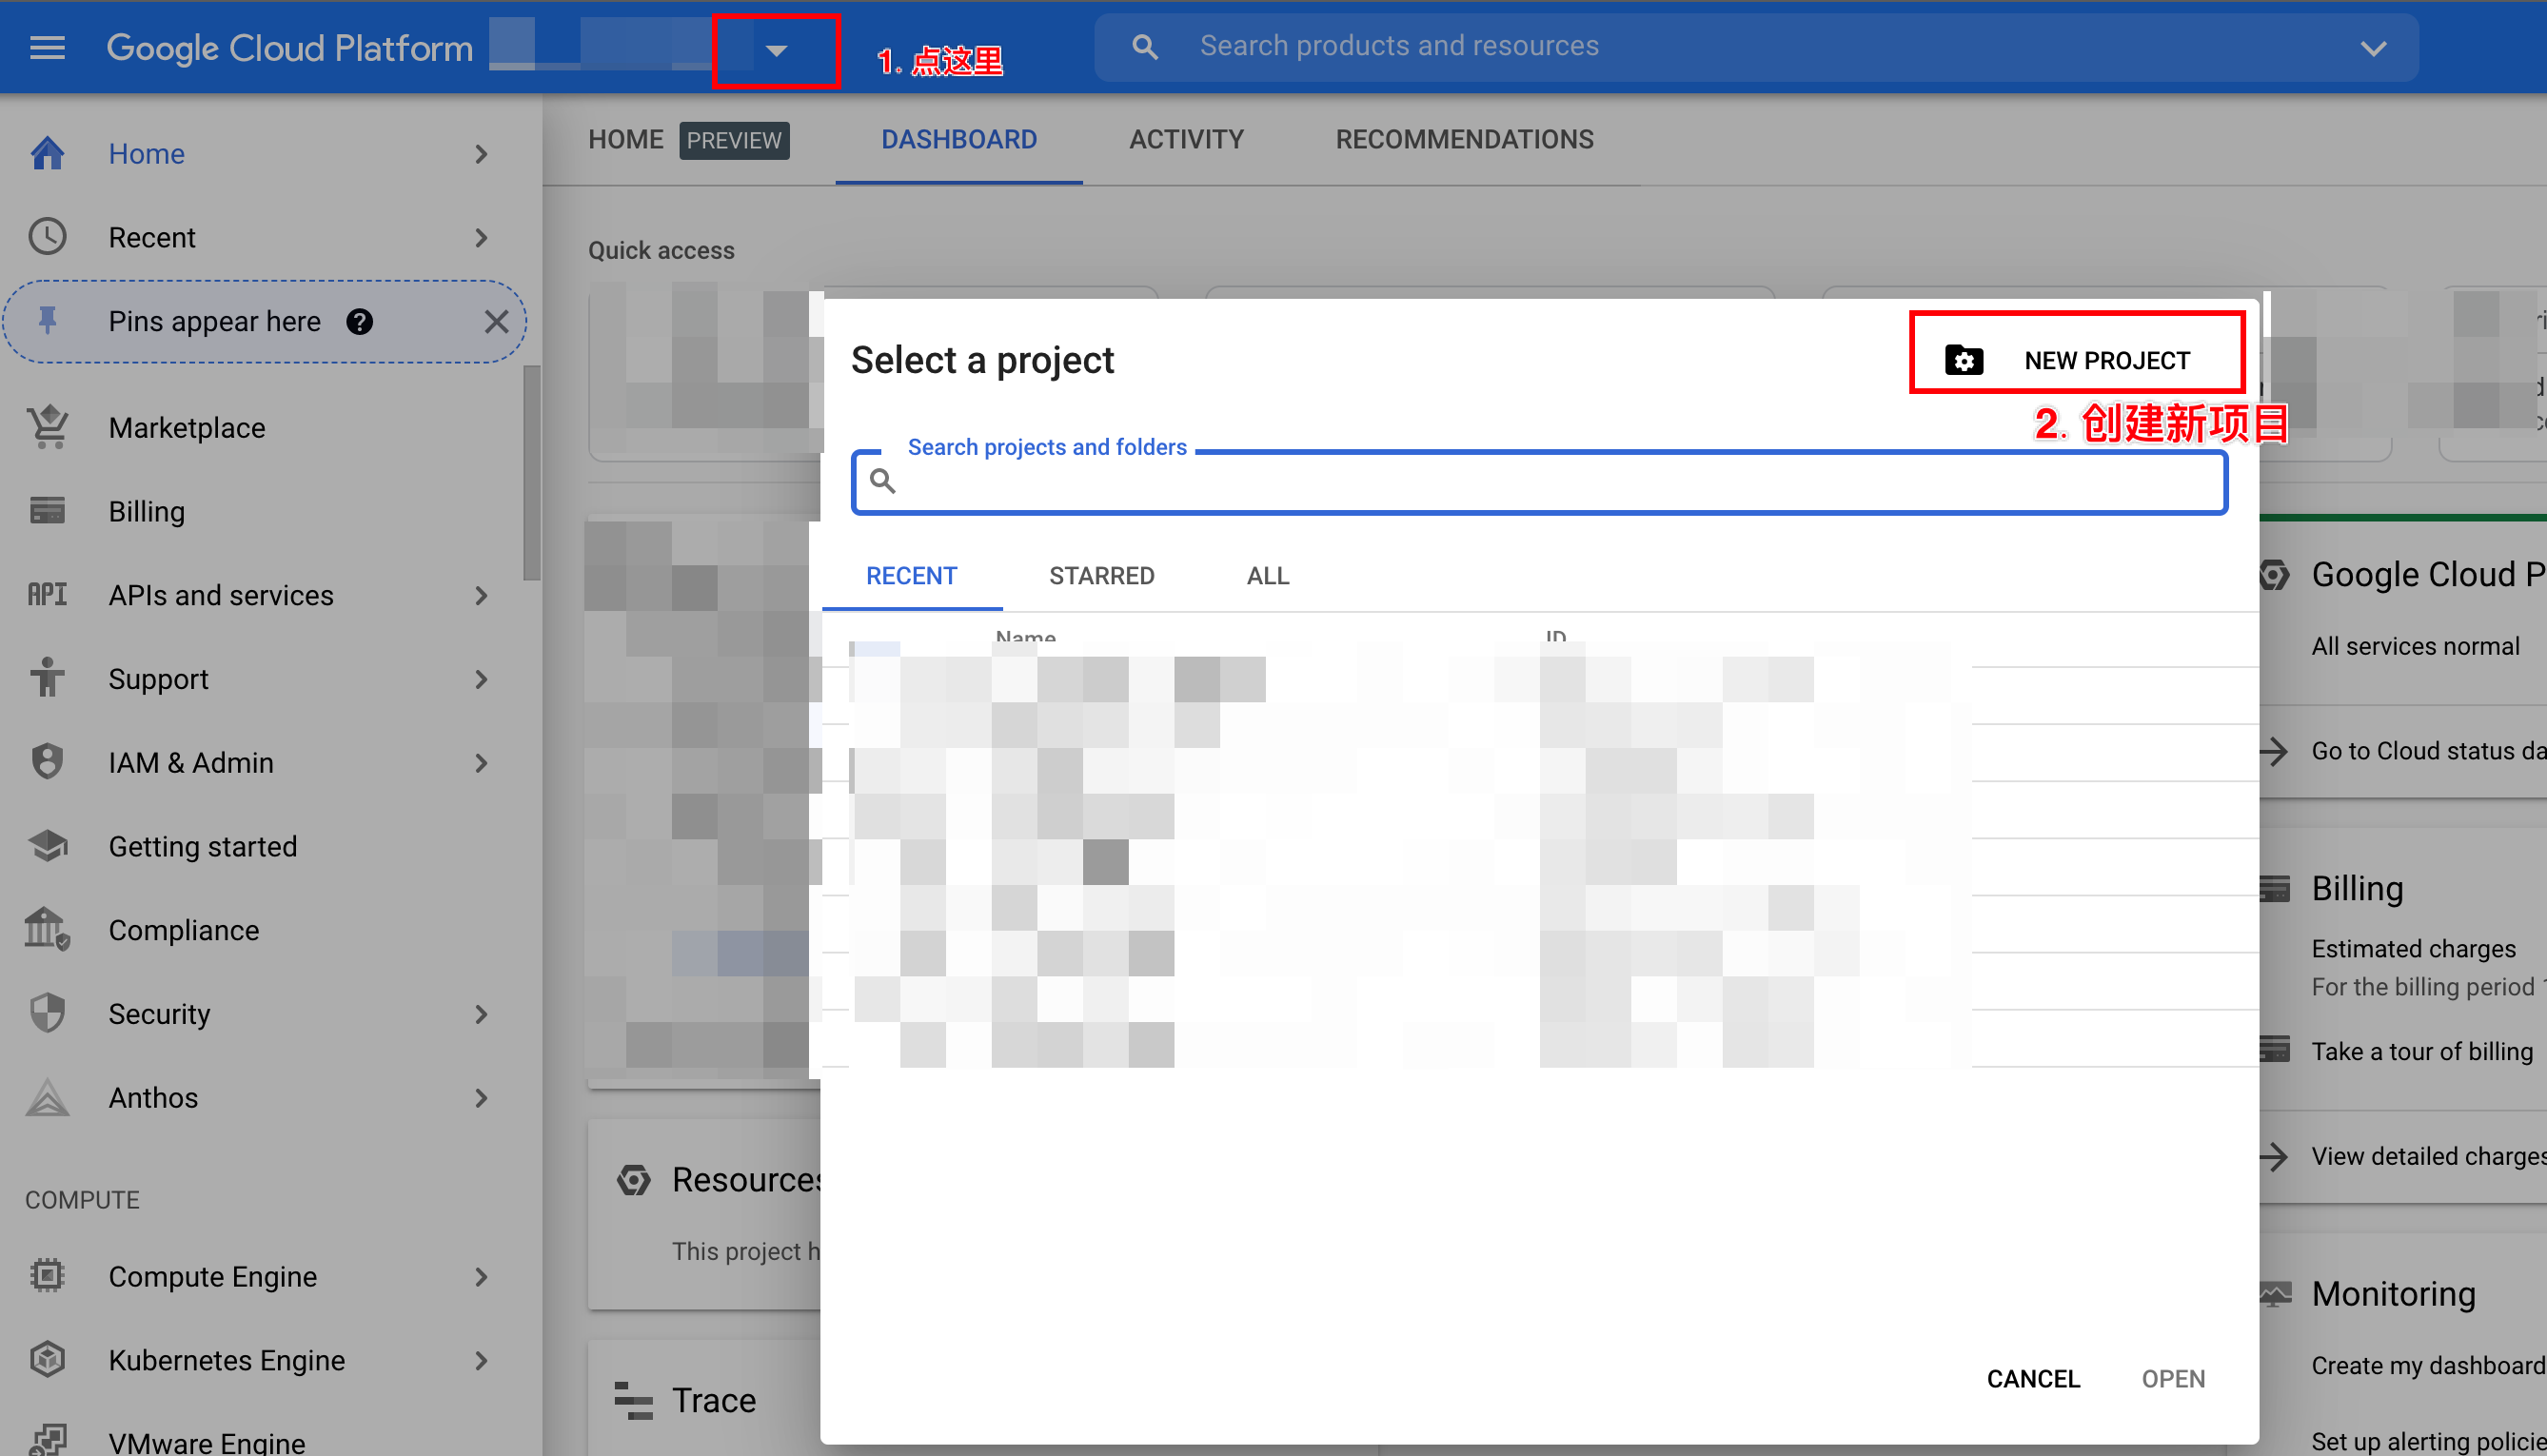 Google Cloud Platform
1. 点这里
Search products and resources
Home
Recent
Pins appear here
Marketplace
Billing
API
APIs and services
Support
IAM & Admin
Getting started
Compliance
Security
Anthos
COMPUTE
Compute Engine
Kubernetes Engine
VMware Engine
HOME PREVIEW
DASHBOARD
ACTIVITY
RECOMMENDATIONS
Quick access
Select a project
NEW PROJECT
2. 创建新项目
Search projects and folders
RECENT
STARRED
ALL
Name
ID
CANCEL
OPEN
Resources
This project h
Trace
Google Cloud P
All services normal
Go to Cloud status da
Billing
Estimated charges
For the billing period
Take a tour of billing
View detailed charges
Monitoring
Create my dashboard
Set up alerting policie